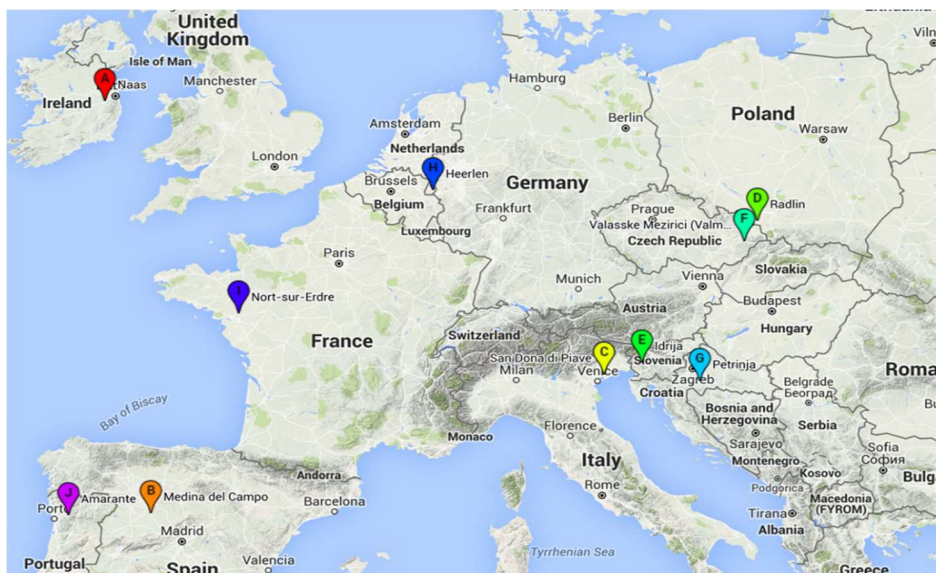 United
Kingdom
Isle of Man
A
Naas
Ireland
Manchester
Hamburg
Berlin
Poland
Warsaw
Amsterdam
Netherlands
London
H
Heerlen
Brussels
Belgium
Germany
Frankfurt
Luxembourg
D
Radlin
Prague
F
Valasske Mezirici (Valm...
Czech Republic
Slovakia
Paris
I
Nort-sur-Erdre
Munich
Vienna
Austria
Budapest
Hungary
France
Switzerland
San Dona di Piave
Milan
C
Venice
E
Idrija
Slovenia
G
Petrinja
Zagreb
Croatia
Roma
Belgrade
Београд
Bosnia and
Herzegovina
Serbia
Sarajevo
Bay of Biscay
Monaco
Florence
Italy
Rome
Montenegro
Kosovo
Podgorica
Sofia
София
Bulga
Macedonia
(FYROM)
Tirana
Albania
Andorra
Barcelona
J
Amarante
Porto
B
Medina del Campo
Madrid
Valencia
Portugal
Spain
Tyrrhenian Sea
Greece